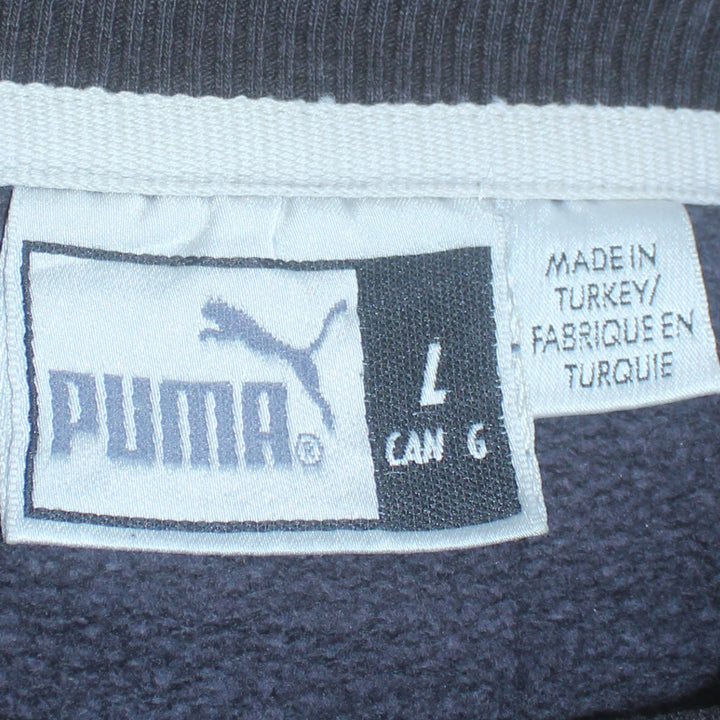 PUMA®
L
CAN G
MADE IN
TURKEY/
FABRIQUE EN
TURQUIE